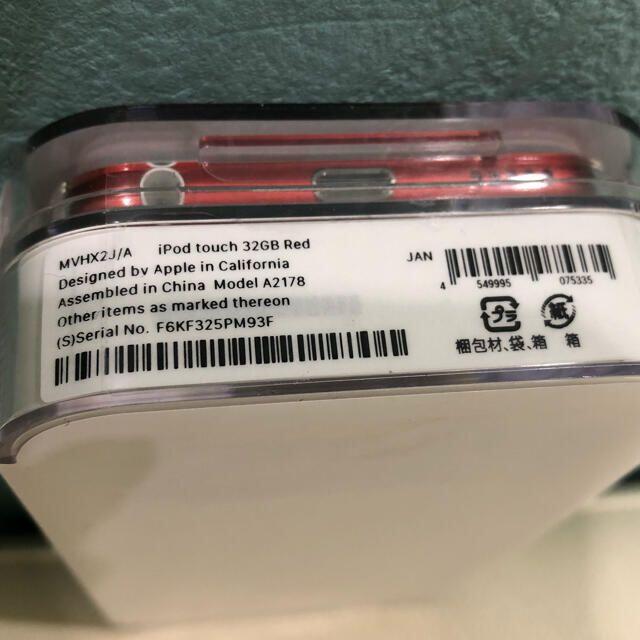 MVHX2J/A iPod touch 32GB Red
Designed by Apple in California
Assembled in China Model A2178
Other items as marked thereon
(S)Serial No. F6KF325PM93F
JAN
4 549995 075335
プラ 紙
梱包材、袋、箱 箱